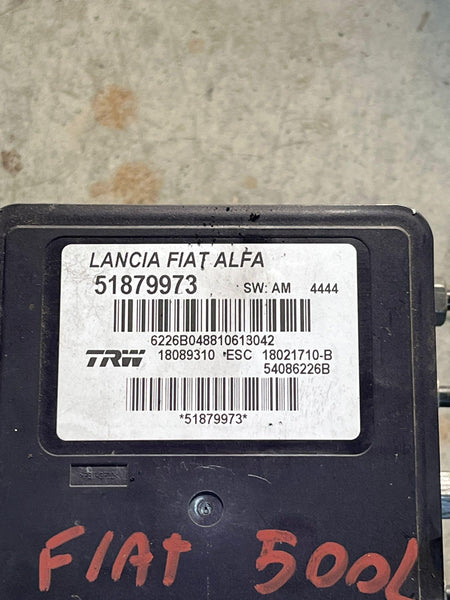 LANCIA FIAT ALFA
51879973 SW: AM 4444
6226B048810613042
TRW 18089310 ESC 18021710-B
54086226B
*51879973*
FIAT 500L